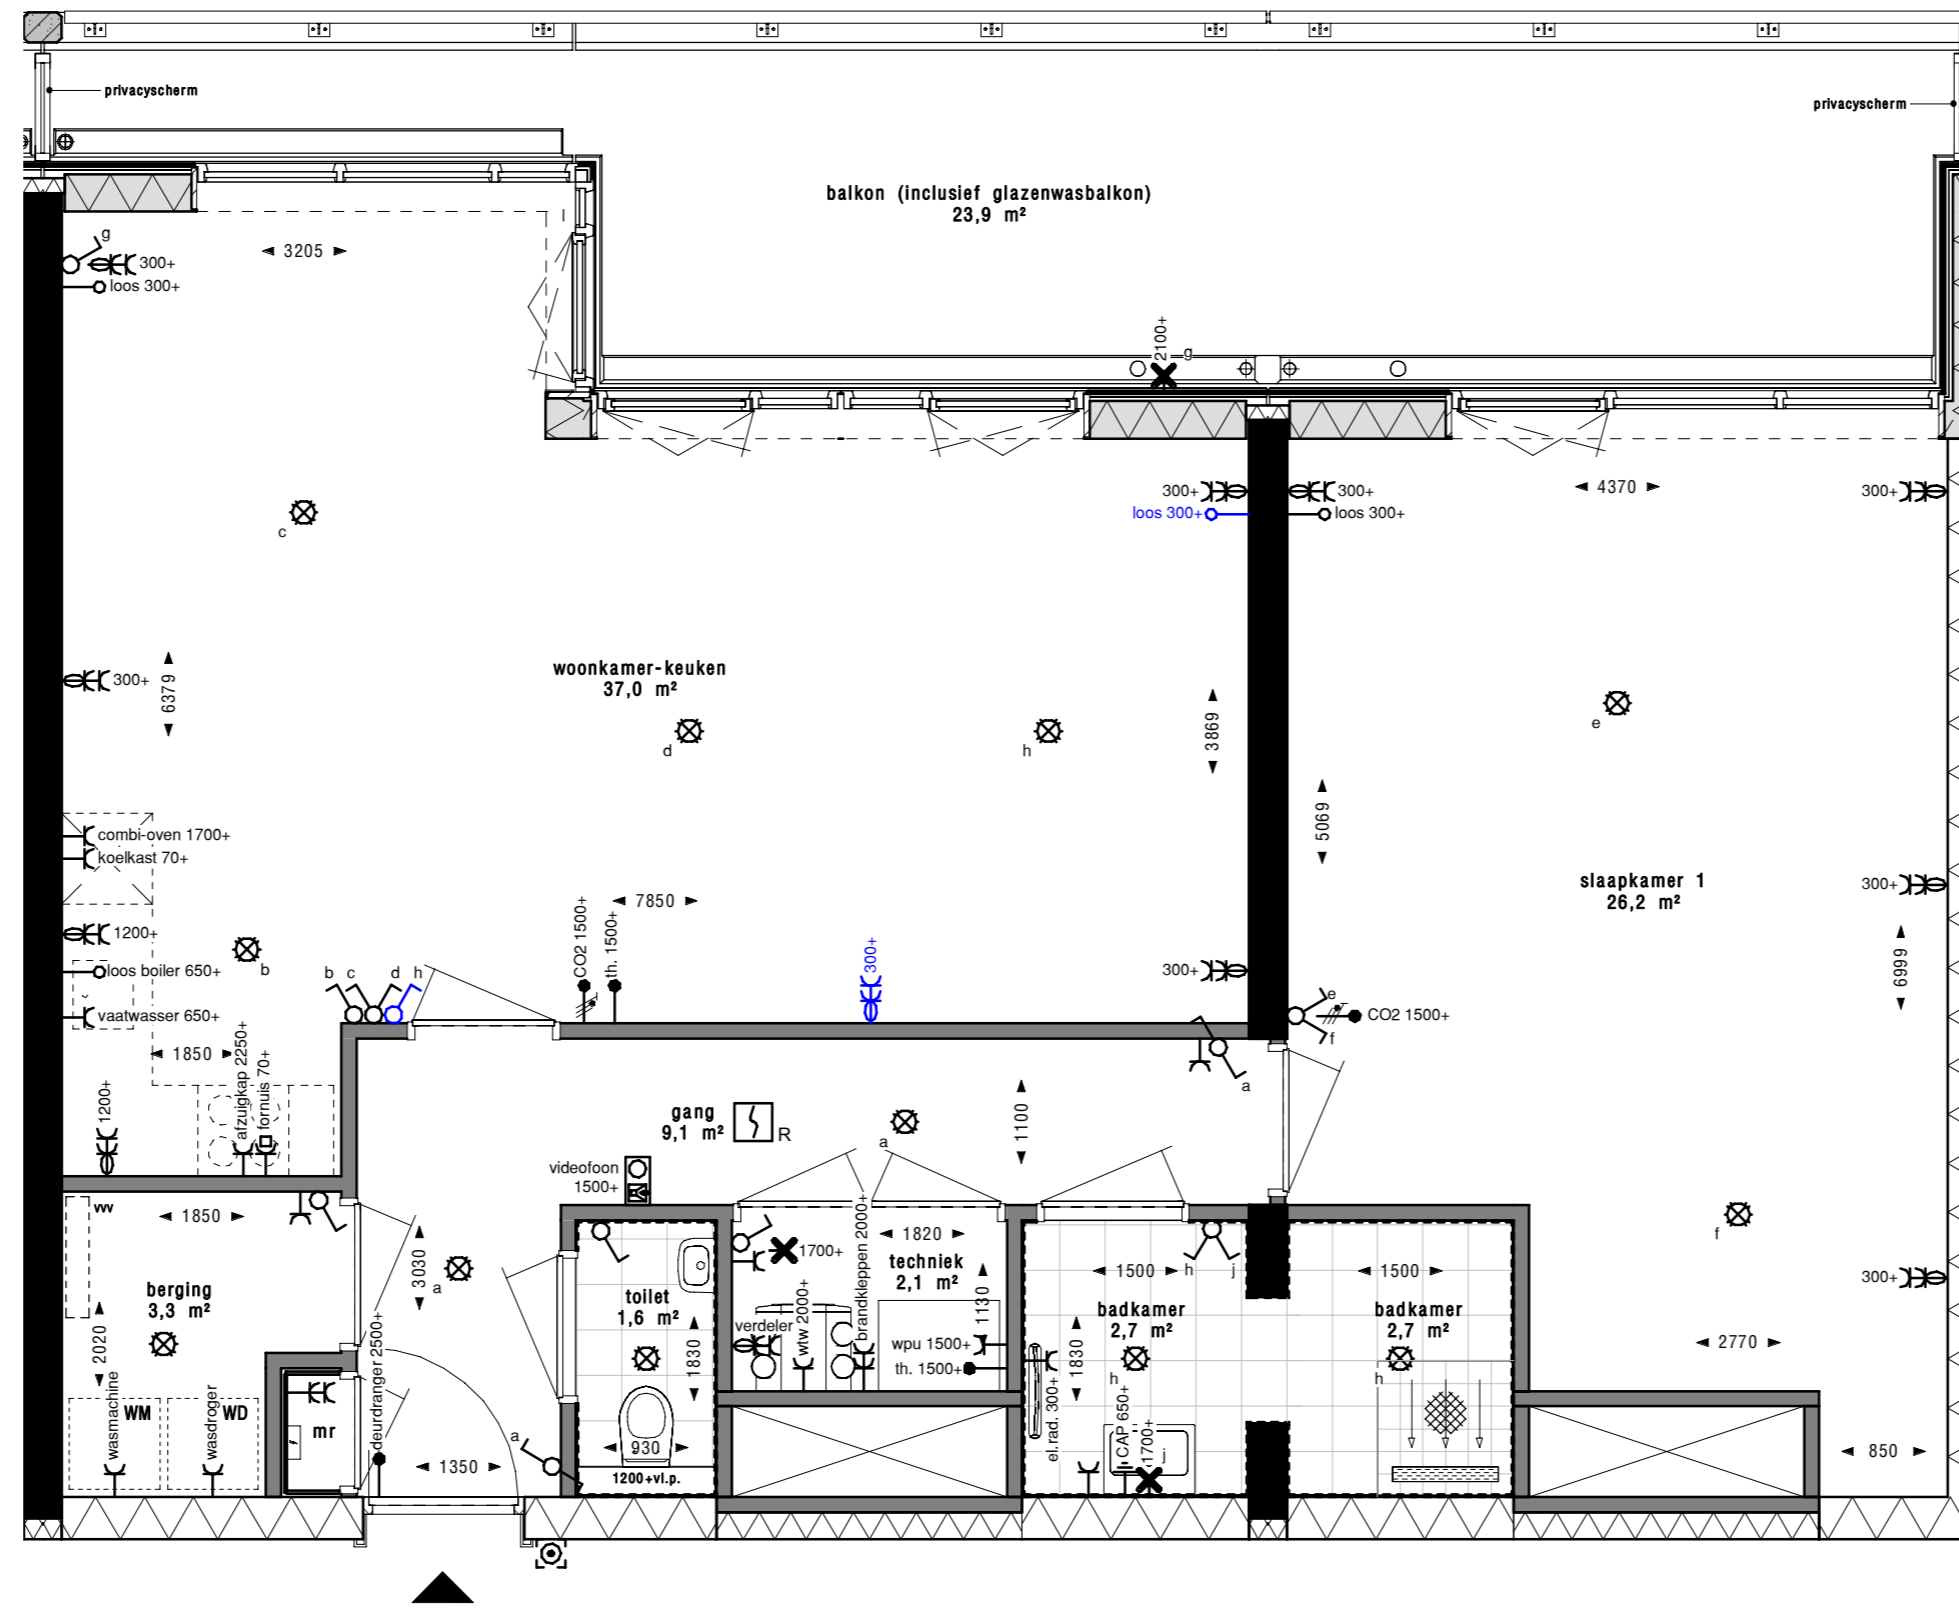 privacyscherm
privacyscherm
balkon (inclusief glazenwasbalkon)
23,9 m²
g
300+
loos 300+
3205
2100+
g
c
300+
loos 300+
300+
loos 300+
4370
300+
6379
300+
woonkamer-keuken
37,0 m²
d
h
3869
e
5069
combi-oven 1700+
koelkast 70+
slaapkamer 1
26,2 m²
300+
7850
CO2 1500+
th. 1500+
300+
1200+
b
loos boiler 650+
vaatwasser 650+
b
c
d
h
300+
6999
e
f
CO2 1500+
1850
afzuigkap 2250+
fornuis 70+
1200+
gang
9,1 m²
R
a
1100
a
videofoon
1500+
vvv
1850
3030
a
berging
3,3 m²
2020
wasmachine
WM
wasdroger
WD
mr
deurdranger 2500+
1350
a
toilet
1,6 m²
1830
930
1200+vl.p.
1700+
1820
techniek
2,1 m²
1130
verdeler
wtw 2000+
brandkleppen 2000+
wpu 1500+
th. 1500+
1500
h
j
badkamer
2,7 m²
1830
h
el.rad. 300+
CAP 650+
1700+
j
1500
badkamer
2,7 m²
h
f
300+
2770
850